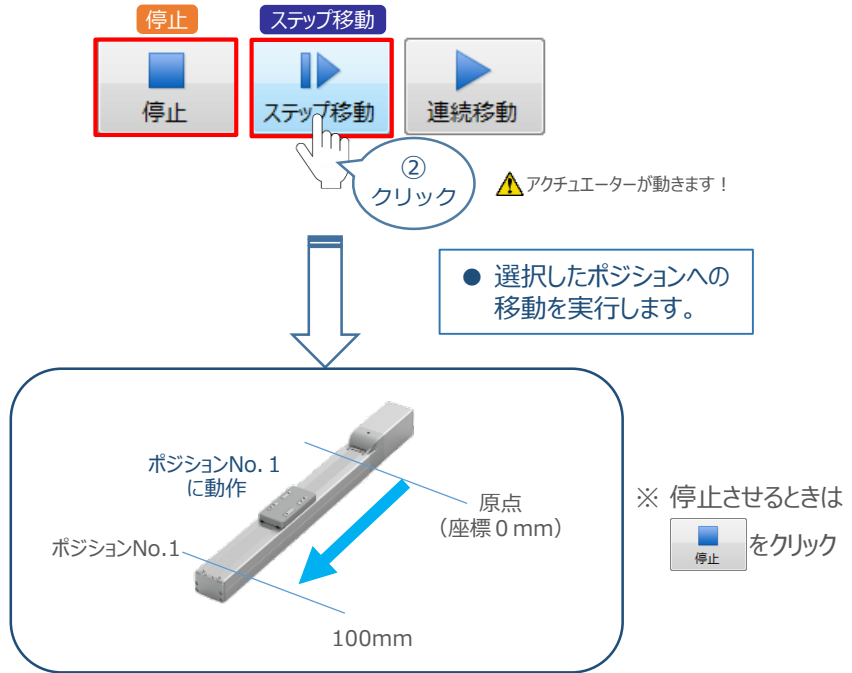 停止
ステップ移動
停止
ステップ移動
連続移動
②
クリック
アクチュエーターが動きます！
● 選択したポジションへの
移動を実行します。
ポジションNo. 1
に動作
原点
（座標０mm）
ポジションNo.1
100mm
※ 停止させるときは
停止
をクリック